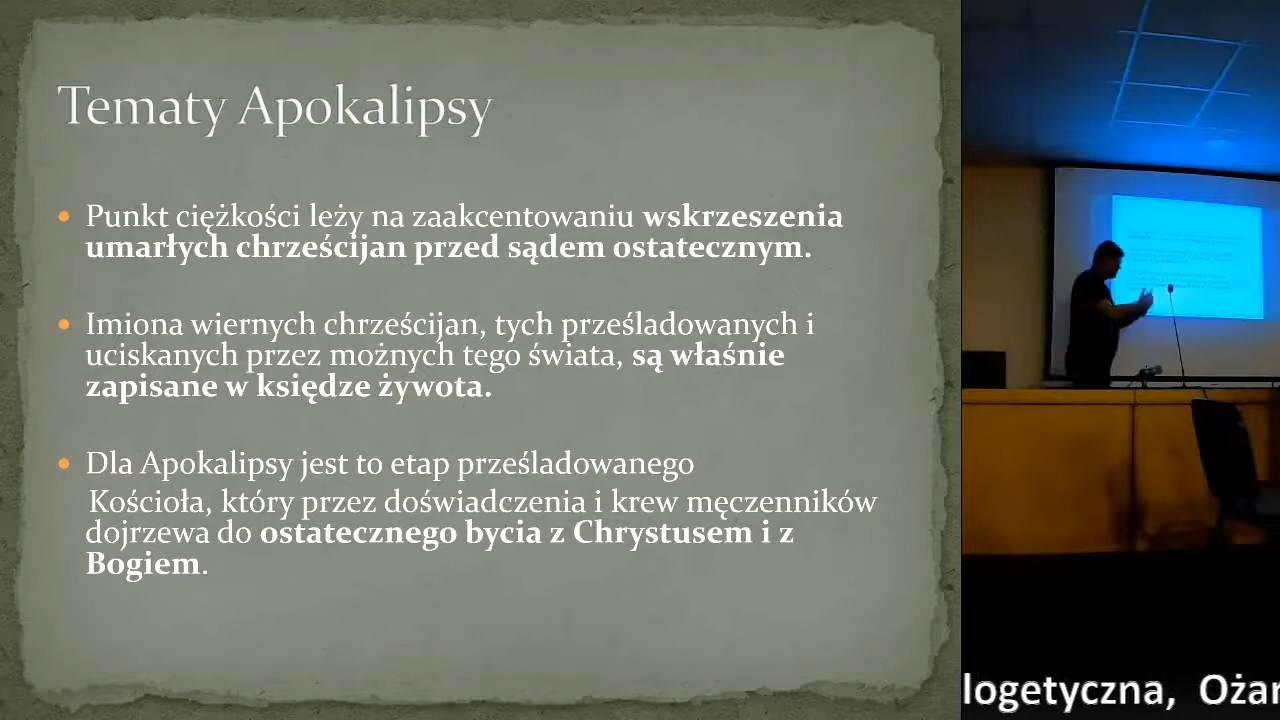 Tematy Apokalipsy
• Punkt ciężkości leży na zaakcentowaniu wskrzeszenia
umarłych chrześcijan przed sądem ostatecznym.
• Imiona wiernych chrześcijan, tych prześladowanych i
uciskanych przez możnych tego świata, są właśnie
zapisane w księdze żywota.
• Dla Apokalipsy jest to etap prześladowanego
Kościoła, który przez doświadczenia i krew męczenników
dojrzewa do ostatecznego bycia z Chrystusem i z
Bogiem.
logetyczna, Ożar